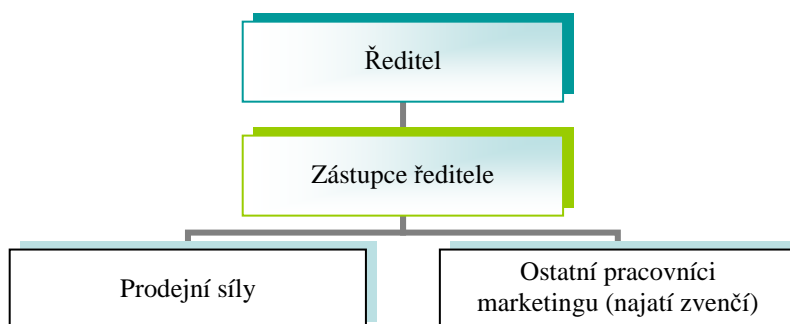 Ředitel
Zástupce ředitele
Prodejní síly
Ostatní pracovníci
marketingu (najatí zvenčí)